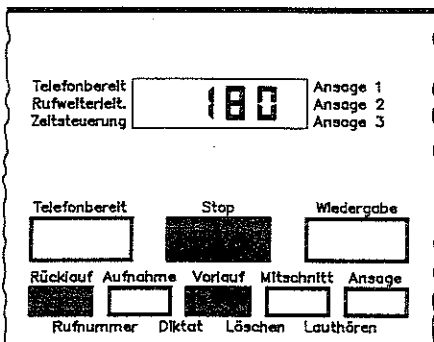 Telefonbereit Ansage 1
Rufweiterleit. 180 Ansage 2
Zeitsteuerung Ansage 3
Telefonbereit Stop Wiedergabe
Rücklauf Aufnahme Vorlauf Mitschnitt Ansage
Rufnummer Diktat Löschen Lauthören